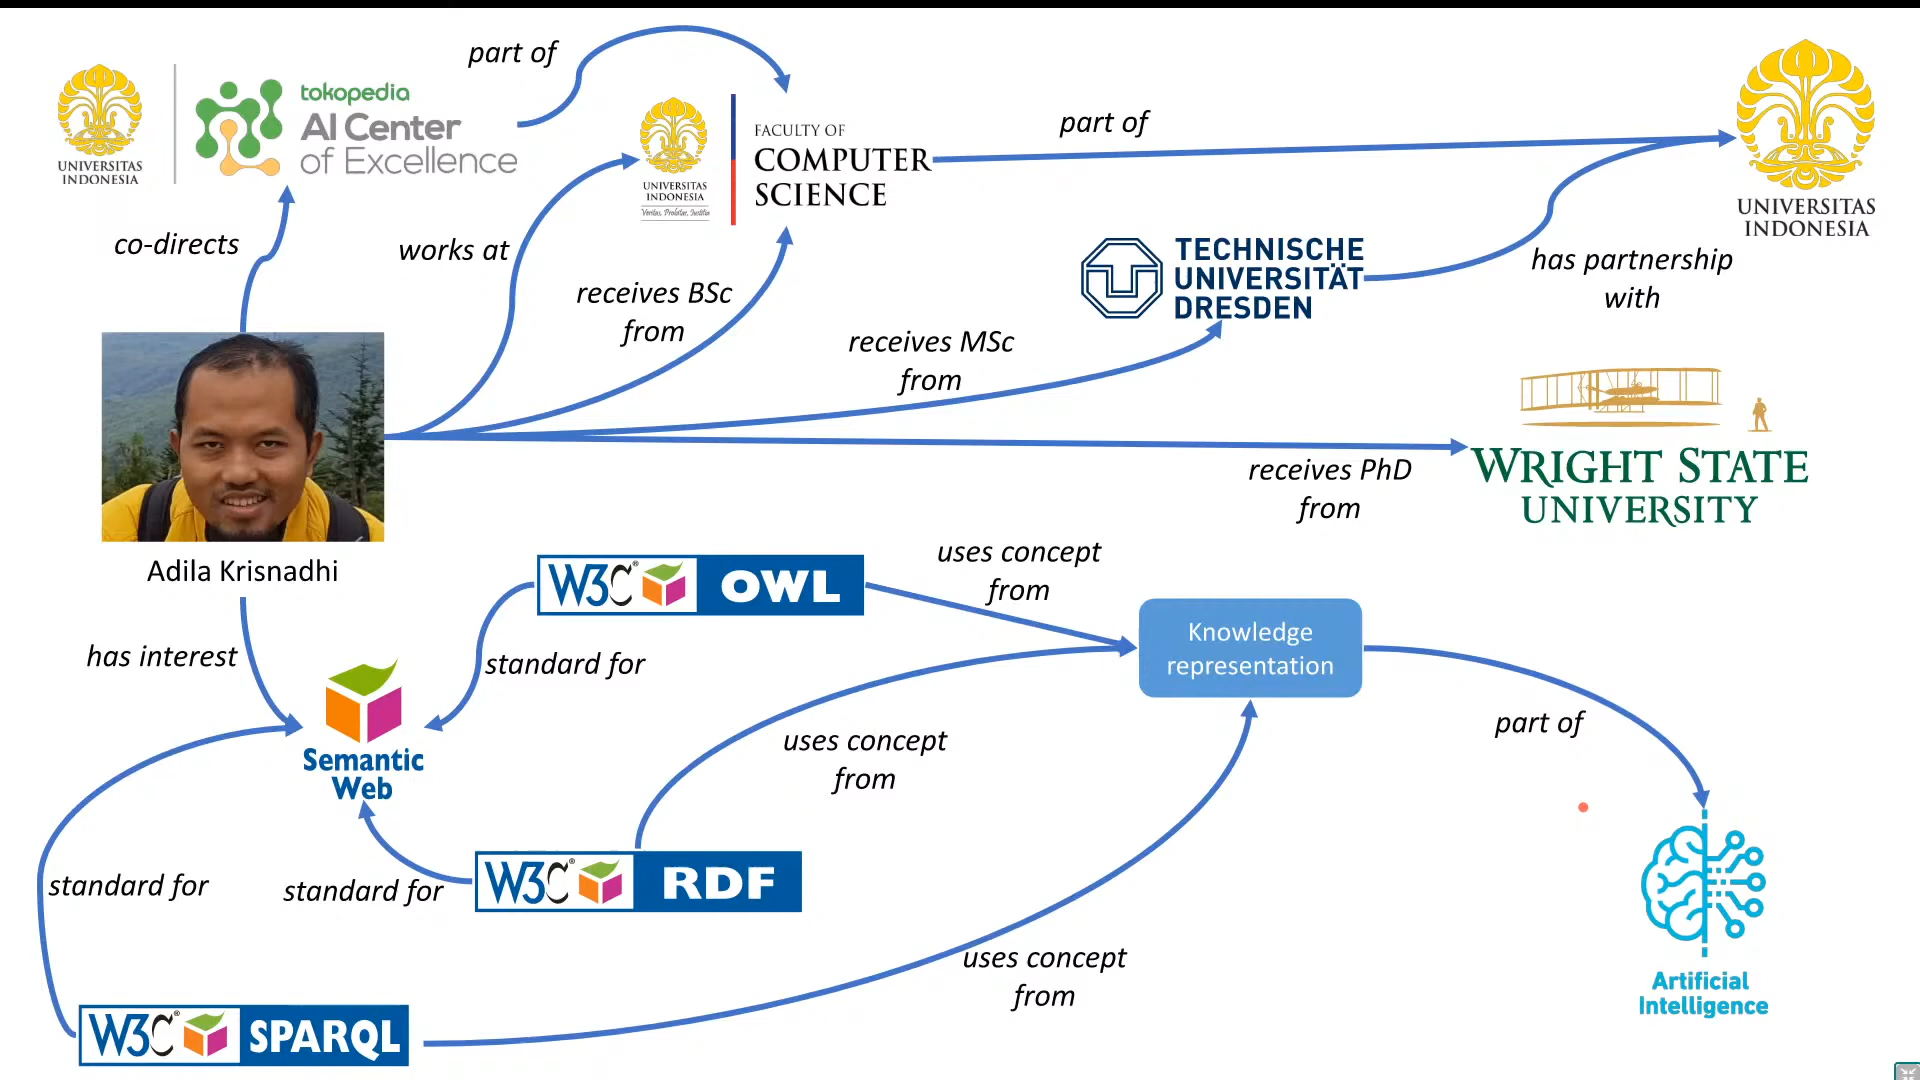 part of
UNIVERSITAS
INDONESIA
tokopedia
AI Center
of Excellence
UNIVERSITAS
INDONESIA
Veritas, Probitas, Justitia
FACULTY OF
COMPUTER
SCIENCE
part of
UNIVERSITAS
INDONESIA
co-directs
works at
receives BSc
from
TECHNISCHE
UNIVERSITÄT
DRESDEN
has partnership
with
receives MSc
from
receives PhD
from
WRIGHT STATE
UNIVERSITY
Adila Krisnadhi
W3C® OWL
uses concept
from
Knowledge
representation
has interest
standard for
Semantic
Web
uses concept
from
part of
standard for
standard for
W3C® RDF
uses concept
from
Artificial
Intelligence
W3C® SPARQL